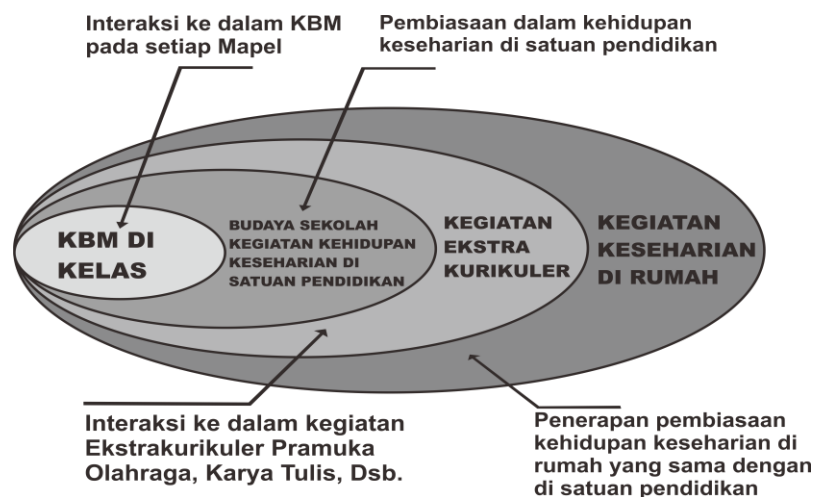 Interaksi ke dalam KBM
pada setiap Mapel
Pembiasaan dalam kehidupan
keseharian di satuan pendidikan
KBM DI
KELAS
BUDAYA SEKOLAH
KEGIATAN KEHIDUPAN
KESEHARIAN DI
SATUAN PENDIDIKAN
KEGIATAN
EKSTRA
KURIKULER
KEGIATAN
KESEHARIAN
DI RUMAH
Interaksi ke dalam kegiatan
Ekstrakurikuler Pramuka
Olahraga, Karya Tulis, Dsb.
Penerapan pembiasaan
kehidupan keseharian di
rumah yang sama dengan
di satuan pendidikan